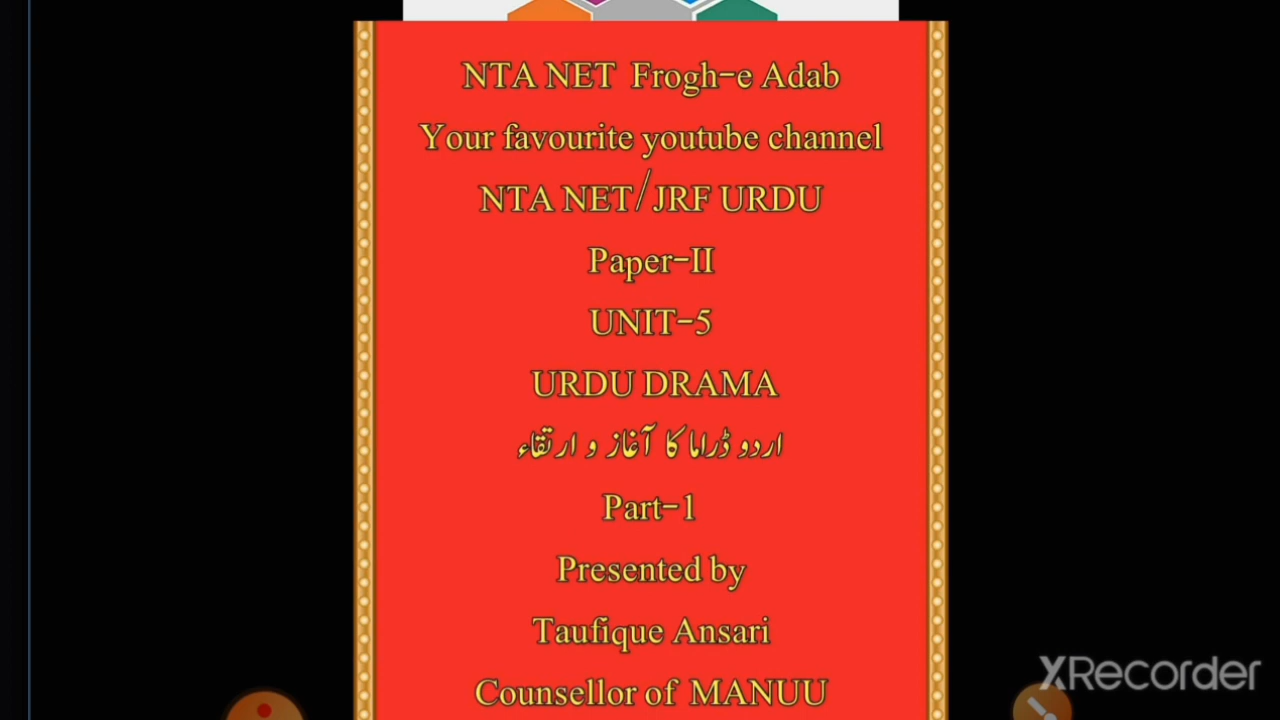 NTA NET Frogh-e Adab
Your favourite youtube channel
NTA NET/JRF URDU
Paper-II
UNIT-5
URDU DRAMA
اردو ڈراما کا آغاز و ارتقاء
Part-1
Presented by
Taufique Ansari
Counsellor of MANUU
XRecorder